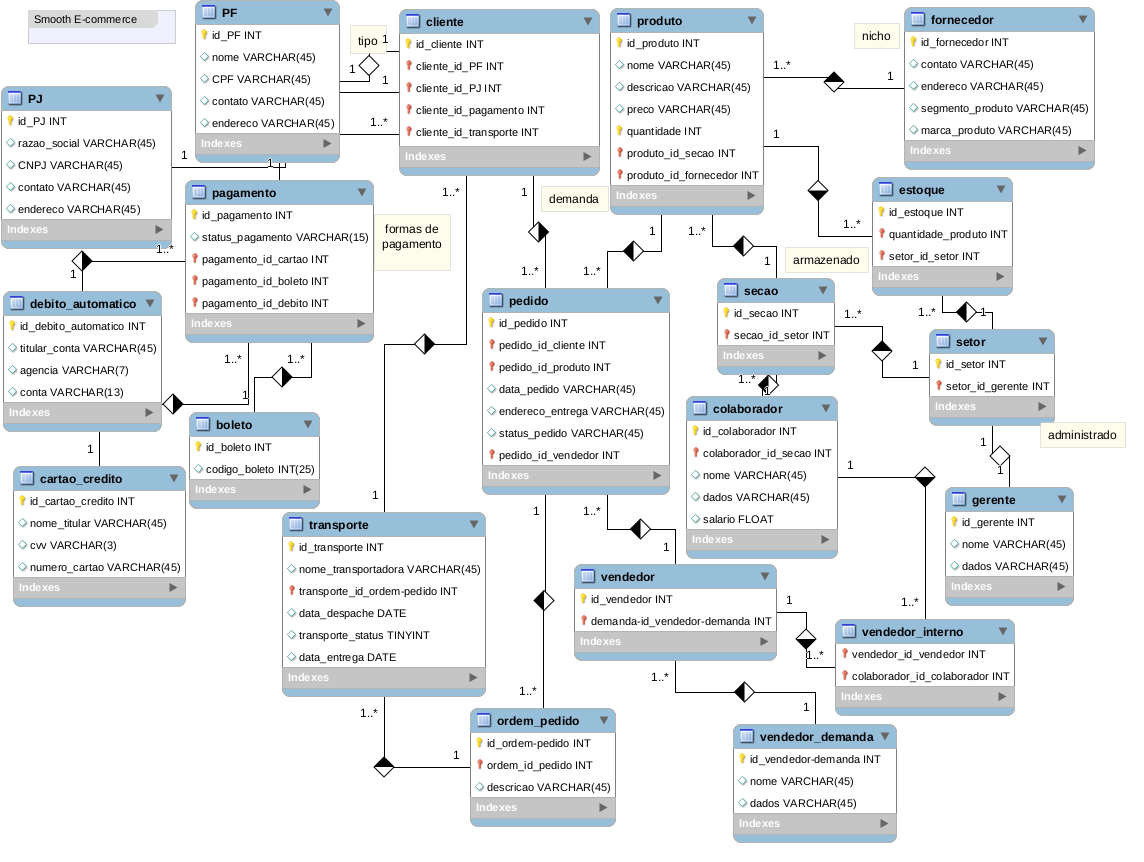 Smooth E-commerce
PF
id_PF INT
nome VARCHAR(45)
CPF VARCHAR(45)
contato VARCHAR(45)
endereco VARCHAR(45)
Indexes
tipo
1
1
1
1..*
cliente
id_cliente INT
cliente_id_PF INT
cliente_id_PJ INT
cliente_id_pagamento INT
cliente_id_transporte INT
Indexes
produto
id_produto INT
nome VARCHAR(45)
descricao VARCHAR(45)
preco VARCHAR(45)
quantidade INT
produto_id_secao INT
produto_id_fornecedor INT
Indexes
1..*
1
nicho
fornecedor
id_fornecedor INT
contato VARCHAR(45)
endereco VARCHAR(45)
segmento_produto VARCHAR(45)
marca_produto VARCHAR(45)
Indexes
PJ
id_PJ INT
razao_social VARCHAR(45)
CNPJ VARCHAR(45)
contato VARCHAR(45)
endereco VARCHAR(45)
Indexes
1
1
pagamento
id_pagamento INT
status_pagamento VARCHAR(15)
pagamento_id_cartao INT
pagamento_id_boleto INT
pagamento_id_debito INT
Indexes
1..*
1
formas de
pagamento
1..*
1
demanda
1..*
1
1..*
1..*
1
armazenado
1
1..*
estoque
id_estoque INT
quantidade_produto INT
setor_id_setor INT
Indexes
1..*
1
debito_automatico
id_debito_automatico INT
titular_conta VARCHAR(45)
agencia VARCHAR(7)
conta VARCHAR(13)
Indexes
1..*
1..*
1
1
boleto
id_boleto INT
codigo_boleto INT(25)
Indexes
cartao_credito
id_cartao_credito INT
nome_titular VARCHAR(45)
cvv VARCHAR(3)
numero_cartao VARCHAR(45)
Indexes
pedido
id_pedido INT
pedido_id_cliente INT
pedido_id_produto INT
data_pedido VARCHAR(45)
endereco_entrega VARCHAR(45)
status_pedido VARCHAR(45)
pedido_id_vendedor INT
Indexes
secao
id_secao INT
secao_id_setor INT
Indexes
1..*
1
1..*
1
setor
id_setor INT
setor_id_gerente INT
Indexes
administrado
1
1
colaborador
id_colaborador INT
colaborador_id_secao INT
nome VARCHAR(45)
dados VARCHAR(45)
salario FLOAT
Indexes
1
1..*
gerente
id_gerente INT
nome VARCHAR(45)
dados VARCHAR(45)
Indexes
1
transporte
id_transporte INT
nome_transportadora VARCHAR(45)
transporte_id_ordem-pedido INT
data_despache DATE
transporte_status TINYINT
data_entrega DATE
Indexes
1
1..*
1..*
1
vendedor
id_vendedor INT
demanda-id_vendedor-demanda INT
Indexes
1
1..*
vendedor_interno
vendedor_id_vendedor INT
colaborador_id_colaborador INT
Indexes
1..*
1
1..*
1
ordem_pedido
id_ordem-pedido INT
ordem_id_pedido INT
descricao VARCHAR(45)
Indexes
vendedor_demanda
id_vendedor-demanda INT
nome VARCHAR(45)
dados VARCHAR(45)
Indexes